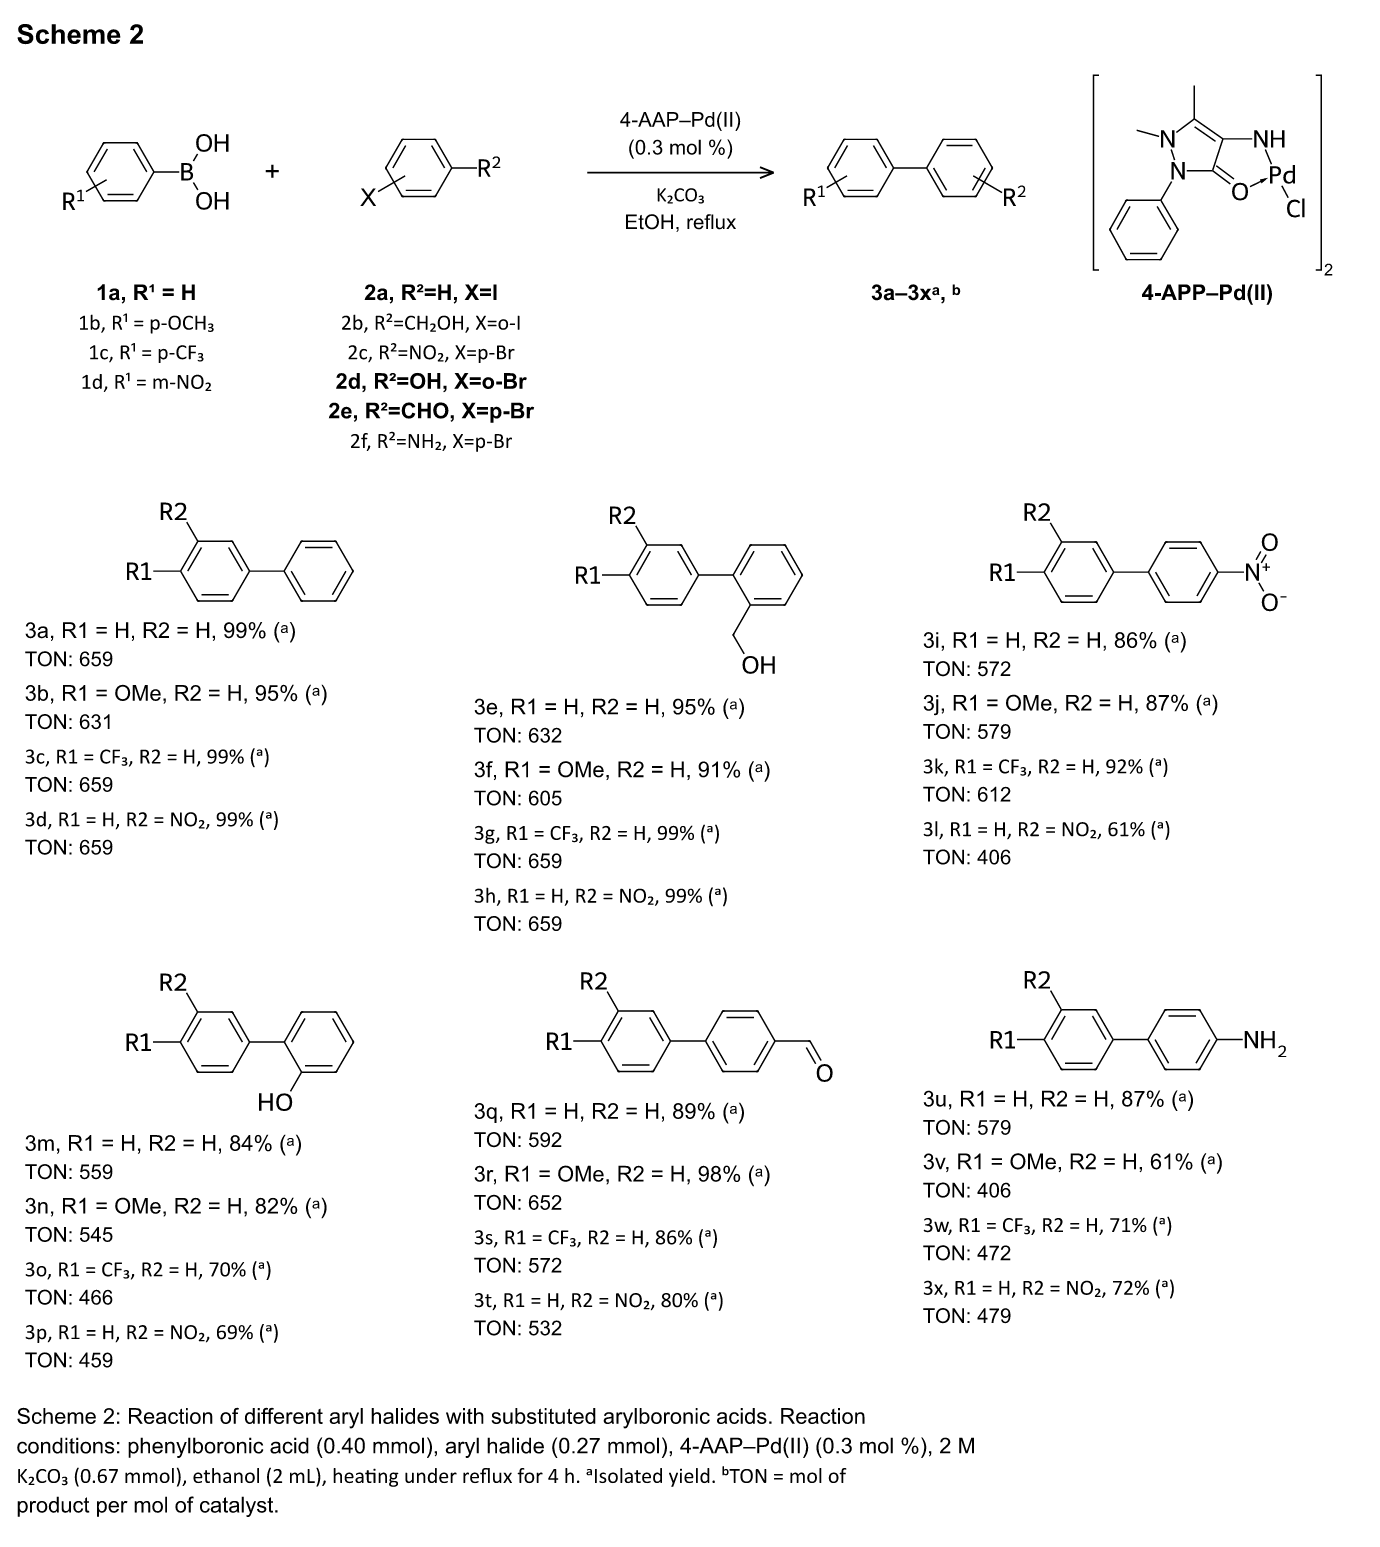 Scheme 2
R¹
B
OH
OH
+
X
R²
4-AAP–Pd(II)
(0.3 mol %)
K₂CO₃
EtOH, reflux
R¹
R²
N
N
NH
O
Pd
Cl
2
1a, R¹ = H
1b, R¹ = p-OCH₃
1c, R¹ = p-CF₃
1d, R¹ = m-NO₂
2a, R²=H, X=I
2b, R²=CH₂OH, X=o-I
2c, R²=NO₂, X=p-Br
2d, R²=OH, X=o-Br
2e, R²=CHO, X=p-Br
2f, R²=NH₂, X=p-Br
3a–3xᵃ, ᵇ
4-APP–Pd(II)
R2
R1
3a, R1 = H, R2 = H, 99% (ᵃ)
TON: 659
3b, R1 = OMe, R2 = H, 95% (ᵃ)
TON: 631
3c, R1 = CF₃, R2 = H, 99% (ᵃ)
TON: 659
3d, R1 = H, R2 = NO₂, 99% (ᵃ)
TON: 659
R2
R1
OH
3e, R1 = H, R2 = H, 95% (ᵃ)
TON: 632
3f, R1 = OMe, R2 = H, 91% (ᵃ)
TON: 605
3g, R1 = CF₃, R2 = H, 99% (ᵃ)
TON: 659
3h, R1 = H, R2 = NO₂, 99% (ᵃ)
TON: 659
R2
R1
N⁺
O
O⁻
3i, R1 = H, R2 = H, 86% (ᵃ)
TON: 572
3j, R1 = OMe, R2 = H, 87% (ᵃ)
TON: 579
3k, R1 = CF₃, R2 = H, 92% (ᵃ)
TON: 612
3l, R1 = H, R2 = NO₂, 61% (ᵃ)
TON: 406
R2
R1
HO
3m, R1 = H, R2 = H, 84% (ᵃ)
TON: 559
3n, R1 = OMe, R2 = H, 82% (ᵃ)
TON: 545
3o, R1 = CF₃, R2 = H, 70% (ᵃ)
TON: 466
3p, R1 = H, R2 = NO₂, 69% (ᵃ)
TON: 459
R2
R1
O
3q, R1 = H, R2 = H, 89% (ᵃ)
TON: 592
3r, R1 = OMe, R2 = H, 98% (ᵃ)
TON: 652
3s, R1 = CF₃, R2 = H, 86% (ᵃ)
TON: 572
3t, R1 = H, R2 = NO₂, 80% (ᵃ)
TON: 532
R2
R1
NH₂
3u, R1 = H, R2 = H, 87% (ᵃ)
TON: 579
3v, R1 = OMe, R2 = H, 61% (ᵃ)
TON: 406
3w, R1 = CF₃, R2 = H, 71% (ᵃ)
TON: 472
3x, R1 = H, R2 = NO₂, 72% (ᵃ)
TON: 479
Scheme 2: Reaction of different aryl halides with substituted arylboronic acids. Reaction
conditions: phenylboronic acid (0.40 mmol), aryl halide (0.27 mmol), 4-AAP–Pd(II) (0.3 mol %), 2 M
K₂CO₃ (0.67 mmol), ethanol (2 mL), heating under reflux for 4 h. ᵃIsolated yield. ᵇTON = mol of
product per mol of catalyst.